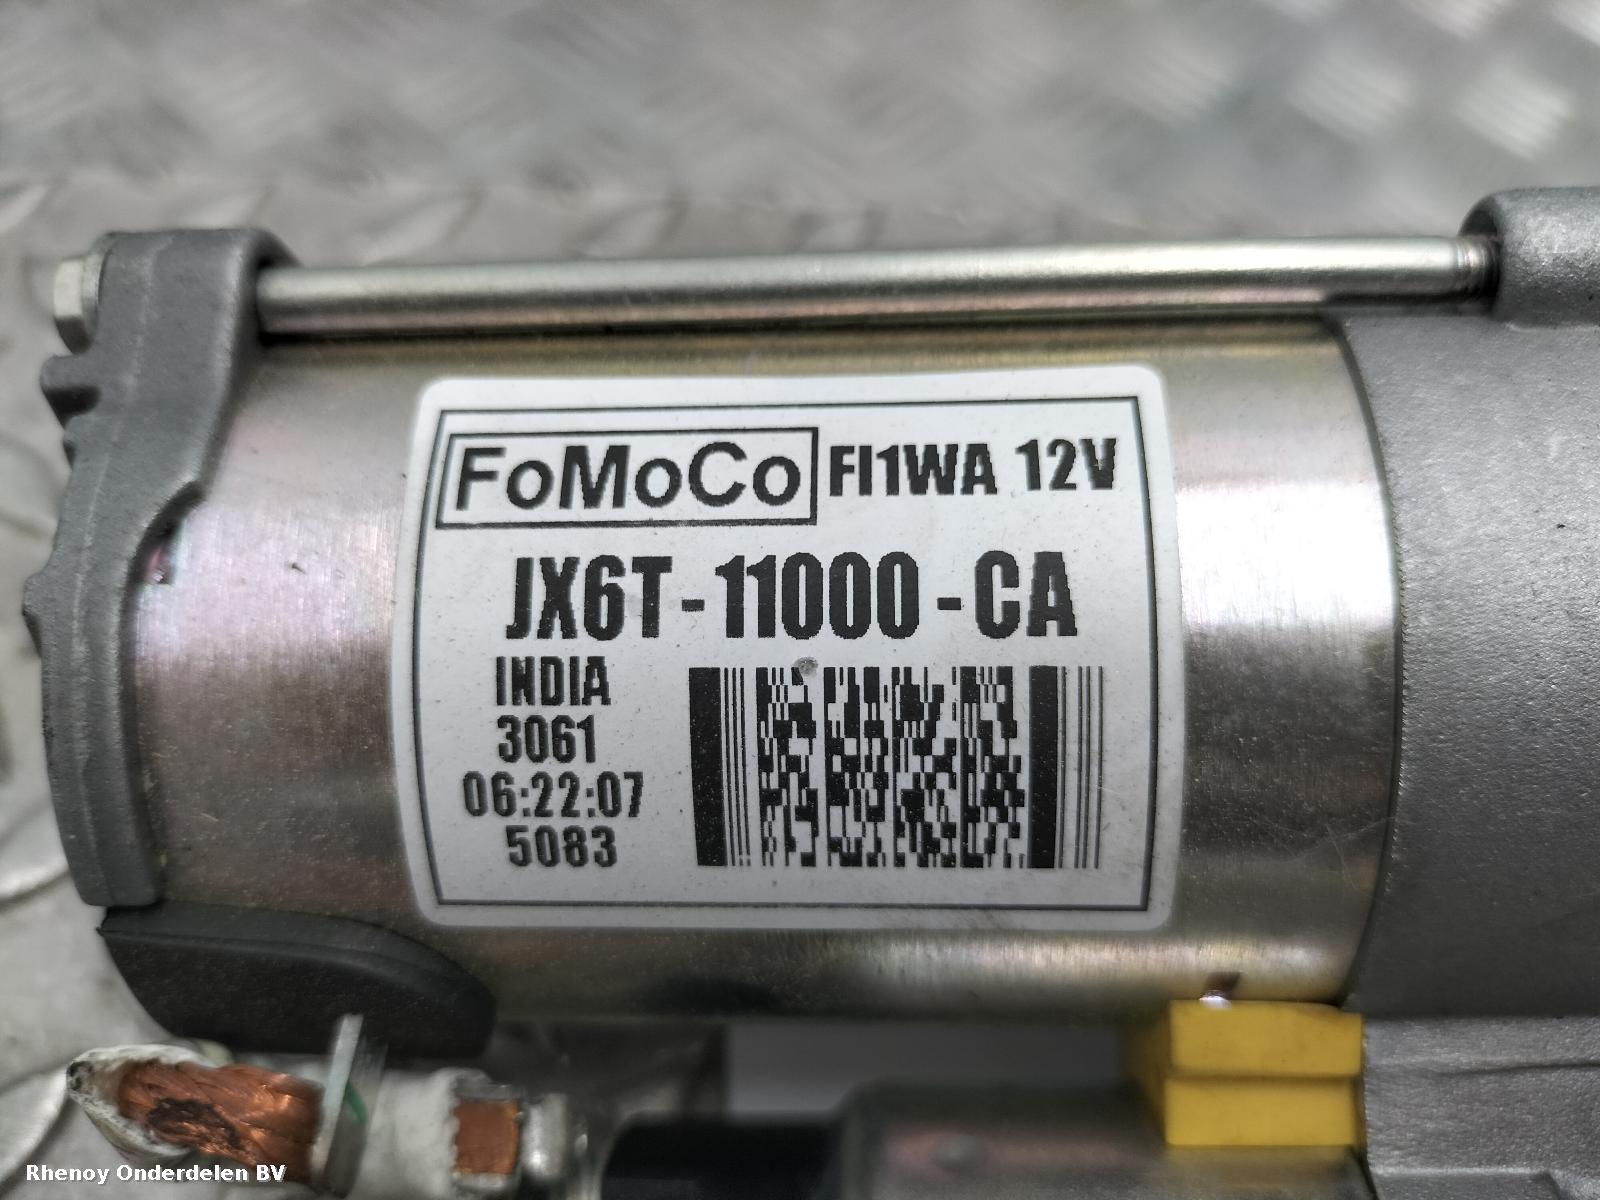 FoMoCo FI1WA 12V
JX6T-11000-CA
INDIA
3061
06:22:07
5083
Rhenoy Onderdelen BV